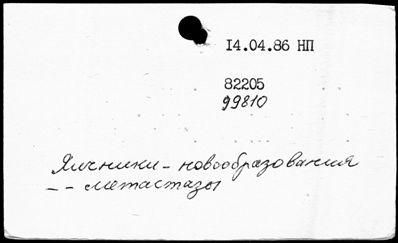 14.04.86 НП
82205
99810
Яичники - новообразования
- - метастазы